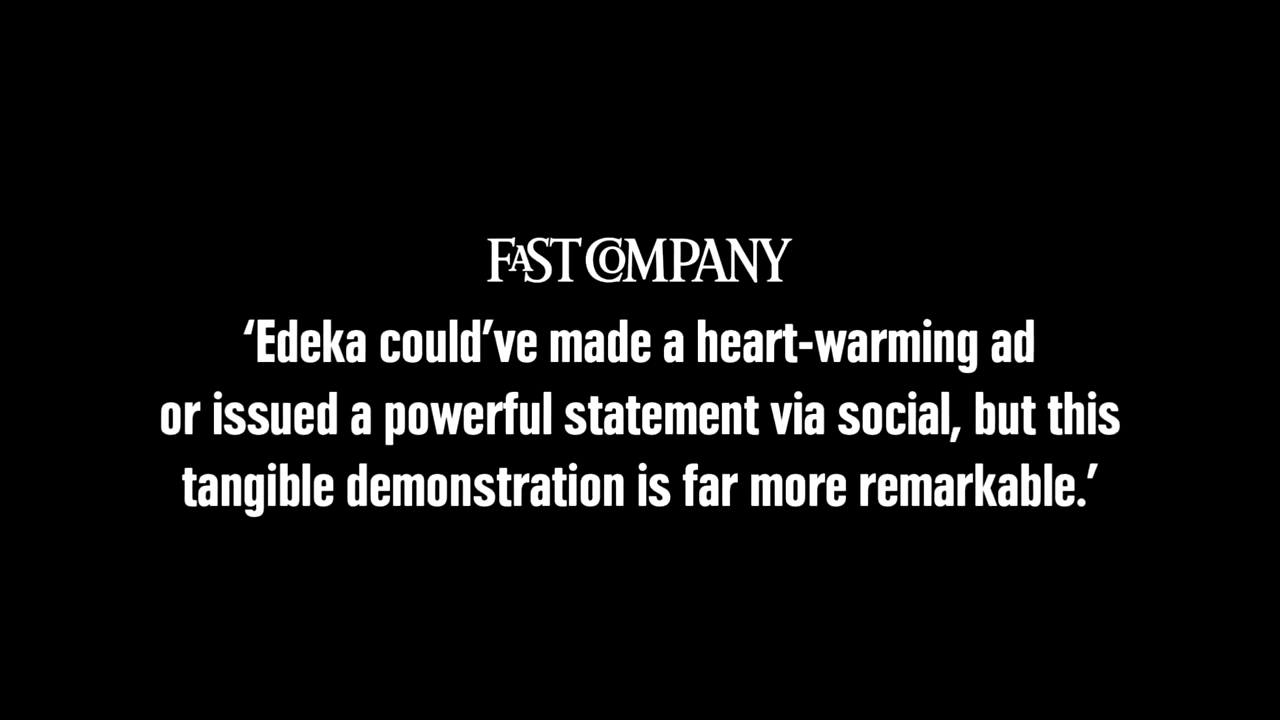 FAST COMPANY
‘Edeka could’ve made a heart-warming ad
or issued a powerful statement via social, but this
tangible demonstration is far more remarkable.’